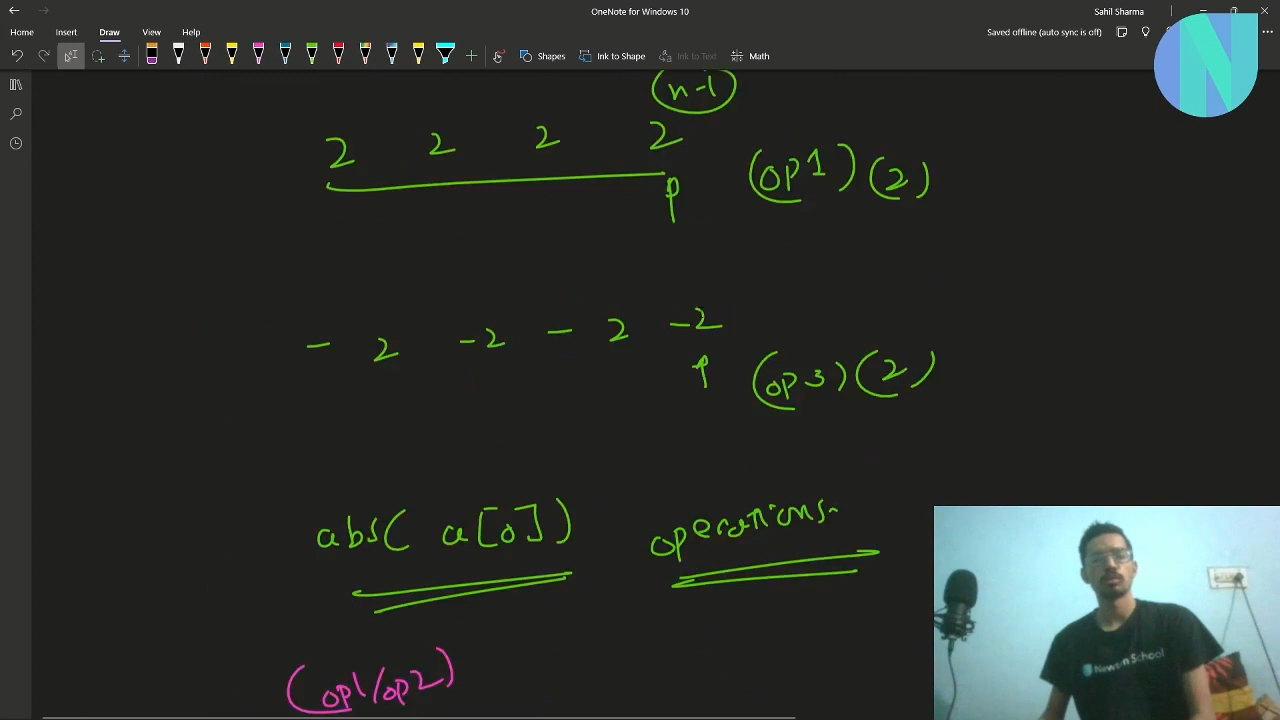 OneNote for Windows 10
Sahil Sharma
Home Insert Draw View Help
Saved offline (auto sync is off)
Shapes Ink to Shape Ink to Text Math
n-1
2 2 2 2
(op1) (2)
- 2 -2 - 2 -2
(op3) (2)
abs( a[0]) operations.
(op1/op2)